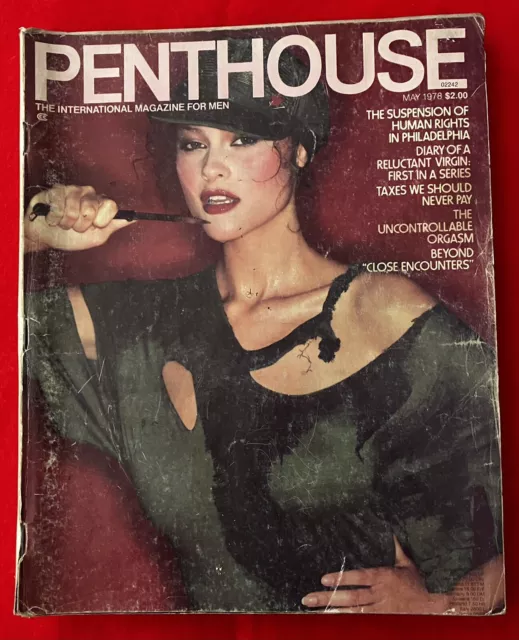 PENTHOUSE
02242
THE INTERNATIONAL MAGAZINE FOR MEN
MAY 1978 $2.00
THE SUSPENSION OF
HUMAN RIGHTS
IN PHILADELPHIA
DIARY OF A
RELUCTANT VIRGIN:
FIRST IN A SERIES
TAXES WE SHOULD
NEVER PAY
THE
UNCONTROLLABLE
ORGASM
BEYOND
"CLOSE ENCOUNTERS"